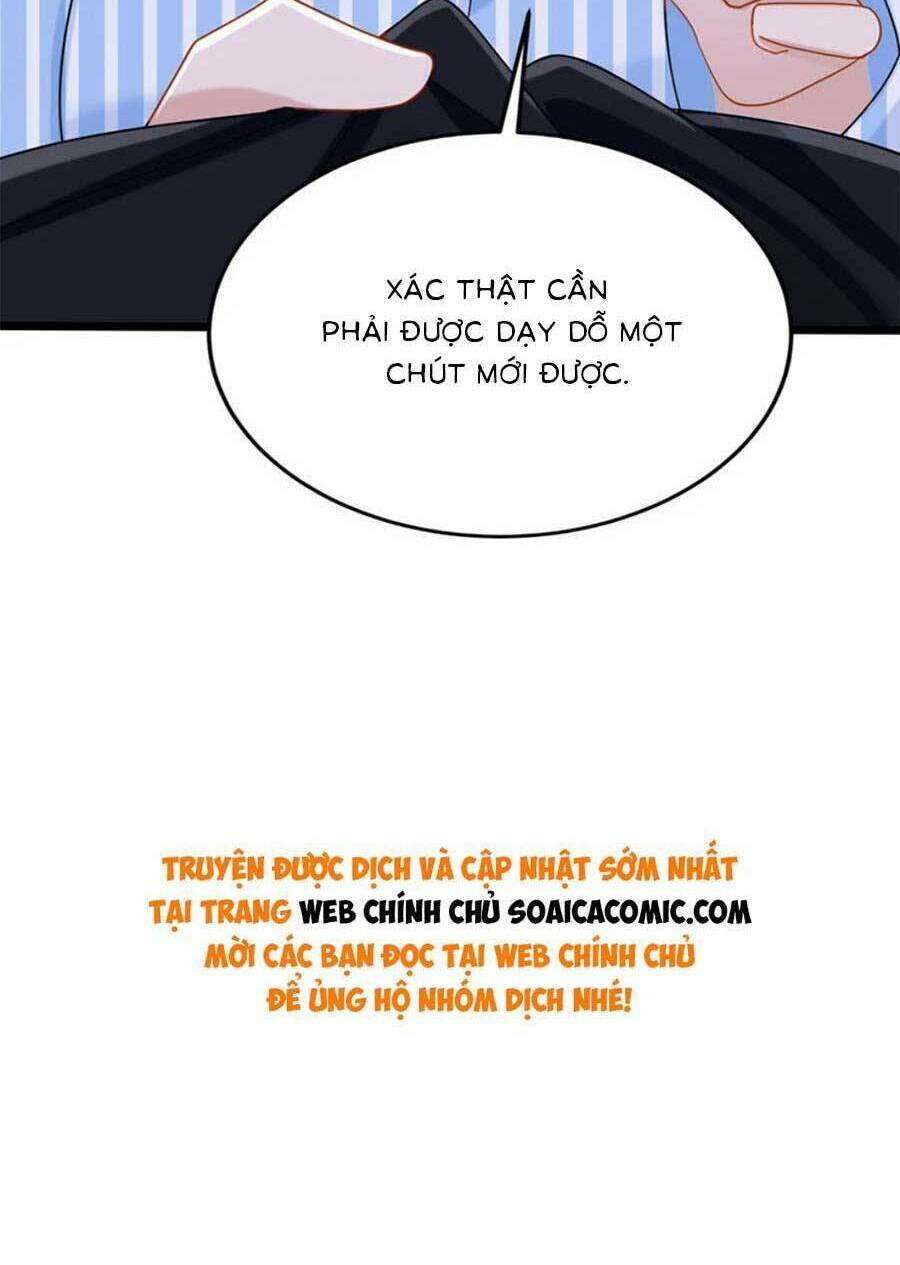 XÁC THẬT CẦN
PHẢI ĐƯỢC DẠY DỖ MỘT
CHÚT MỚI ĐƯỢC.
TRUYỆN ĐƯỢC DỊCH VÀ CẬP NHẬT SỚM NHẤT
TẠI TRANG WEB CHÍNH CHỦ SOAICACOMIC.COM
MỜI CÁC BẠN ĐỌC TẠI WEB CHÍNH CHỦ
ĐỂ ỦNG HỘ NHÓM DỊCH NHÉ!